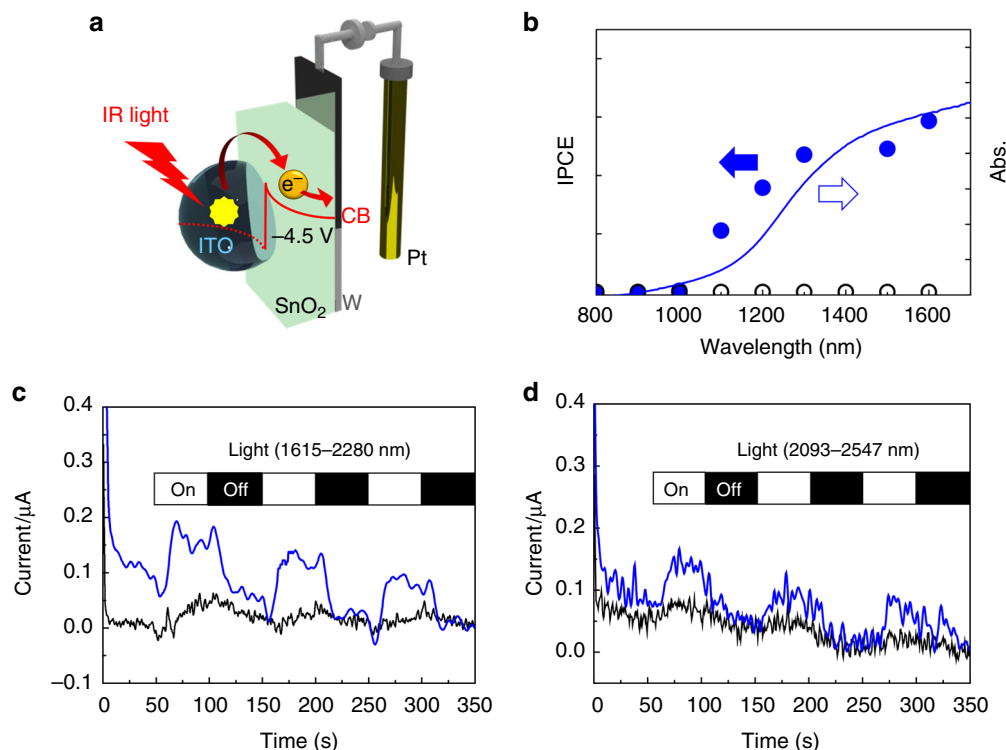 a
IR light
e−
CB
−4.5 V
ITO
Pt
SnO2
W
b
IPCE
Abs.
800 1000 1200 1400 1600
Wavelength (nm)
c
0.4
0.3
0.2
0.1
0.0
−0.1
Current/μA
Light (1615–2280 nm)
On Off
0 50 100 150 200 250 300 350
Time (s)
d
0.4
0.3
0.2
0.1
0.0
Current/μA
Light (2093–2547 nm)
On Off
0 50 100 150 200 250 300 350
Time (s)